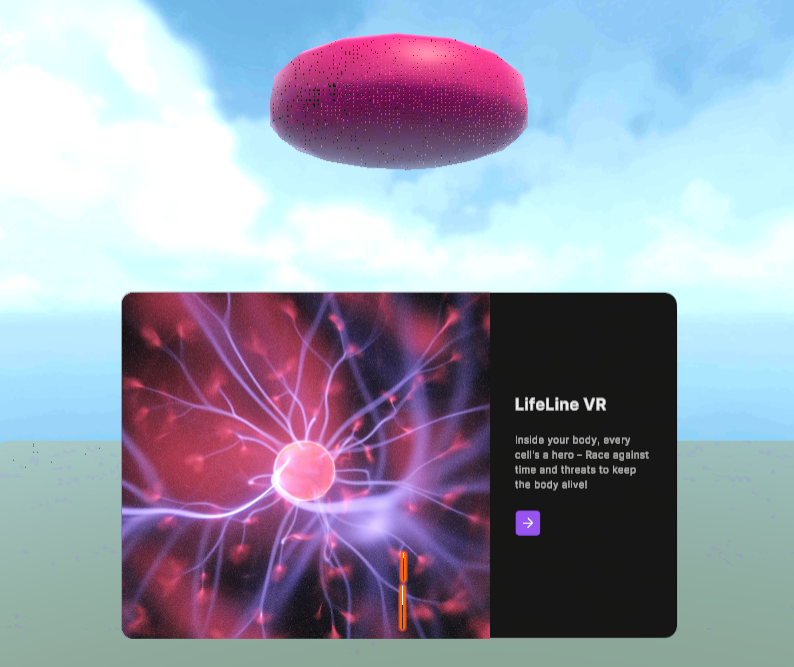 LifeLine VR
Inside your body, every
cell's a hero – Race against
time and threats to keep
the body alive!